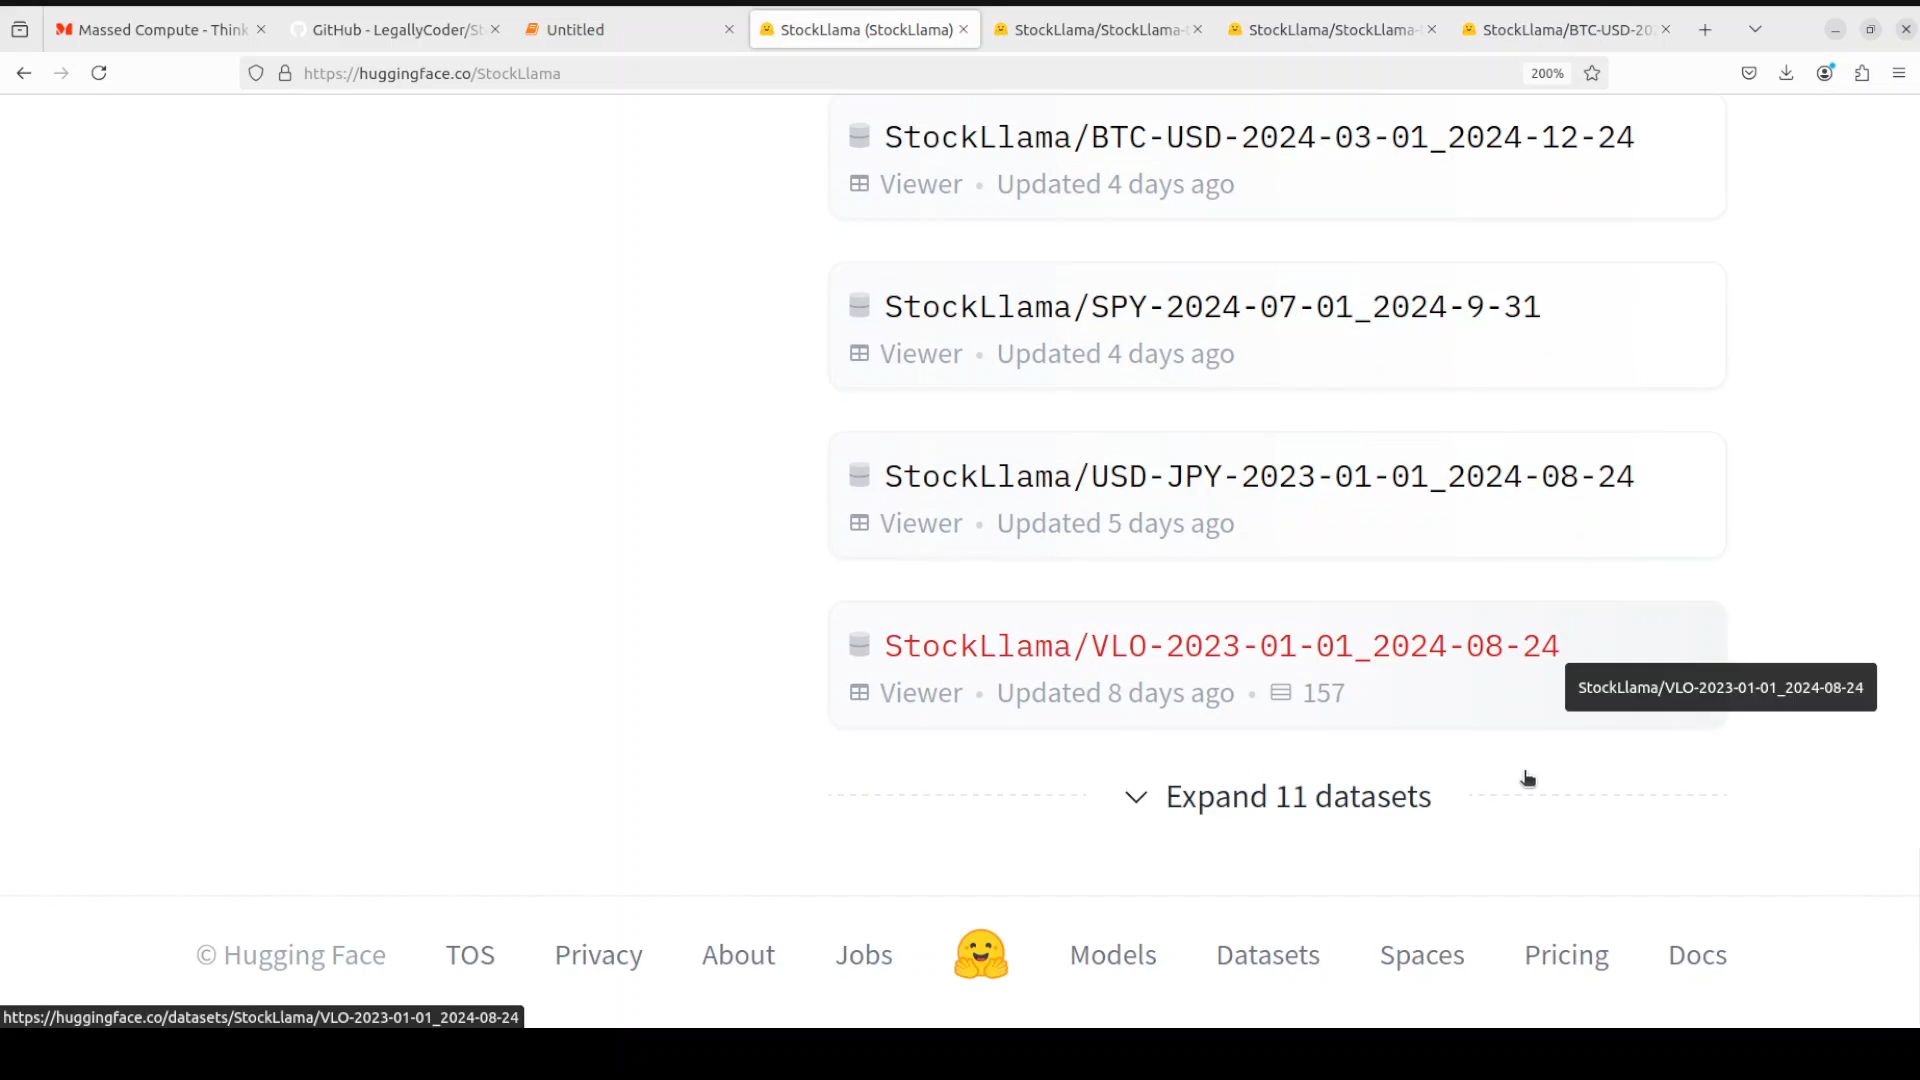 Massed Compute - Think
GitHub - LegallyCoder/St
Untitled
StockLlama (StockLlama)
StockLlama/StockLlama-
StockLlama/StockLlama-
StockLlama/BTC-USD-20
https://huggingface.co/StockLlama
200%
StockLlama/BTC-USD-2024-03-01_2024-12-24
Viewer • Updated 4 days ago
StockLlama/SPY-2024-07-01_2024-9-31
Viewer • Updated 4 days ago
StockLlama/USD-JPY-2023-01-01_2024-08-24
Viewer • Updated 5 days ago
StockLlama/VLO-2023-01-01_2024-08-24
Viewer • Updated 8 days ago • 157
StockLlama/VLO-2023-01-01_2024-08-24
Expand 11 datasets
© Hugging Face TOS Privacy About Jobs Models Datasets Spaces Pricing Docs
https://huggingface.co/datasets/StockLlama/VLO-2023-01-01_2024-08-24